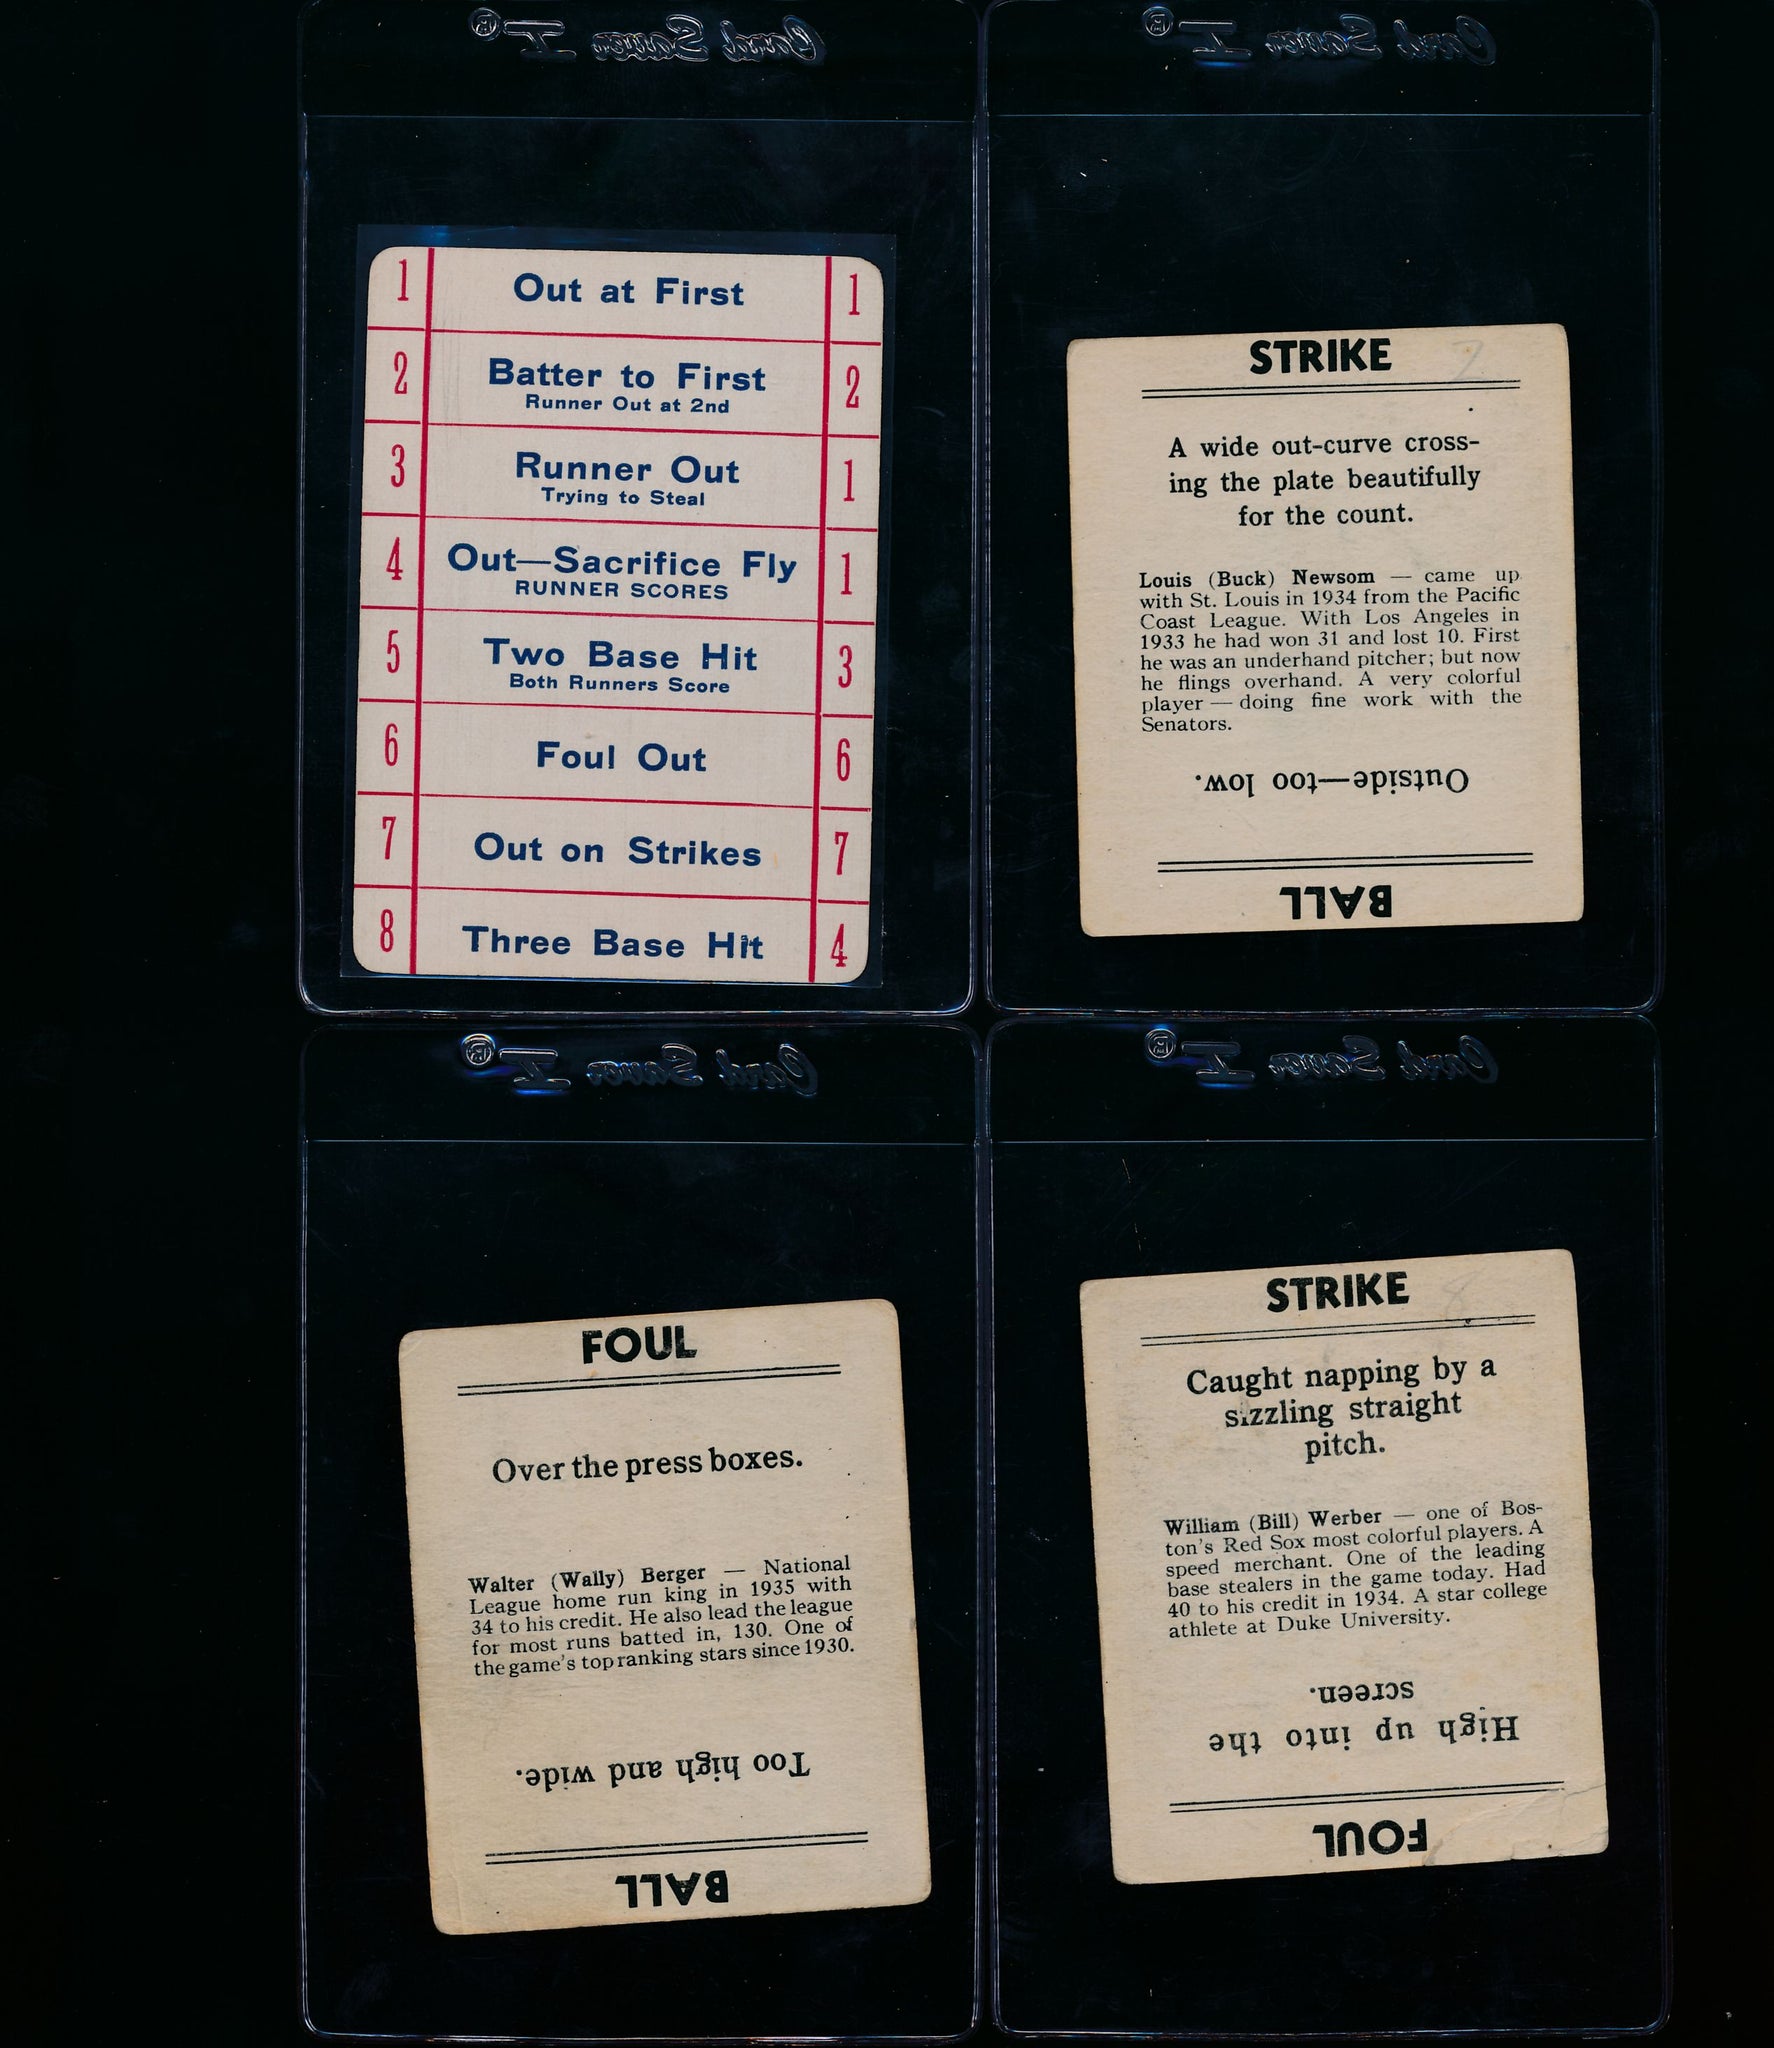 Card Saver I®
Card Saver I®
1 Out at First 1
2 Batter to First 2
Runner Out at 2nd
3 Runner Out 1
Trying to Steal
4 Out—Sacrifice Fly 1
RUNNER SCORES
5 Two Base Hit 3
Both Runners Score
6 Foul Out 6
7 Out on Strikes 7
8 Three Base Hit 4
STRIKE
A wide out-curve cross-
ing the plate beautifully
for the count.
Louis (Buck) Newsom — came up
with St. Louis in 1934 from the Pacific
Coast League. With Los Angeles in
1933 he had won 31 and lost 10. First
he was an underhand pitcher; but now
he flings overhand. A very colorful
player — doing fine work with the
Senators.
Outside—too low.
BALL
Card Saver I®
Card Saver I®
FOUL
Over the press boxes.
Walter (Wally) Berger — National
League home run king in 1935 with
34 to his credit. He also lead the league
for most runs batted in, 130. One of
the game's top ranking stars since 1930.
Too high and wide.
BALL
STRIKE
Caught napping by a
sizzling straight
pitch.
William (Bill) Werber — one of Bos-
ton's Red Sox most colorful players. A
speed merchant. One of the leading
base stealers in the game today. Had
40 to his credit in 1934. A star college
athlete at Duke University.
High up into the
screen.
FOUL